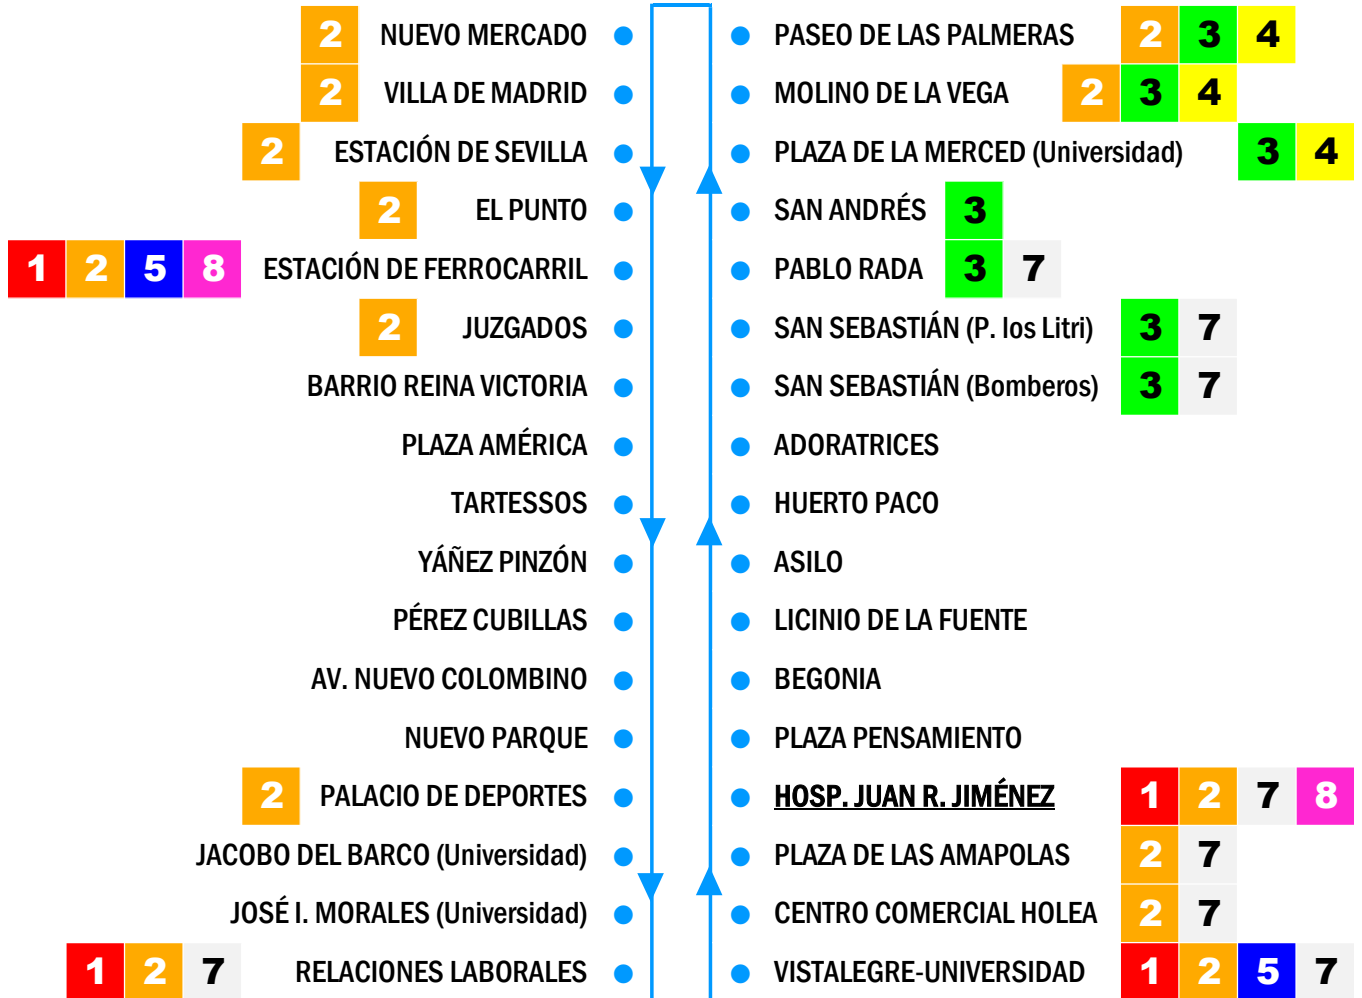 2 NUEVO MERCADO
2 VILLA DE MADRID
2 ESTACIÓN DE SEVILLA
2 EL PUNTO
1 2 5 8 ESTACIÓN DE FERROCARRIL
2 JUZGADOS
BARRIO REINA VICTORIA
PLAZA AMÉRICA
TARTESSOS
YÁÑEZ PINZÓN
PÉREZ CUBILLAS
AV. NUEVO COLOMBINO
NUEVO PARQUE
2 PALACIO DE DEPORTES
JACOBO DEL BARCO (Universidad)
JOSÉ I. MORALES (Universidad)
1 2 7 RELACIONES LABORALES
PASEO DE LAS PALMERAS 2 3 4
MOLINO DE LA VEGA 2 3 4
PLAZA DE LA MERCED (Universidad) 3 4
SAN ANDRÉS 3
PABLO RADA 3 7
SAN SEBASTIÁN (P. los Litri) 3 7
SAN SEBASTIÁN (Bomberos) 3 7
ADORATRICES
HUERTO PACO
ASILO
LICINIO DE LA FUENTE
BEGONIA
PLAZA PENSAMIENTO
HOSP. JUAN R. JIMÉNEZ 1 2 7 8
PLAZA DE LAS AMAPOLAS 2 7
CENTRO COMERCIAL HOLEA 2 7
VISTALEGRE-UNIVERSIDAD 1 2 5 7